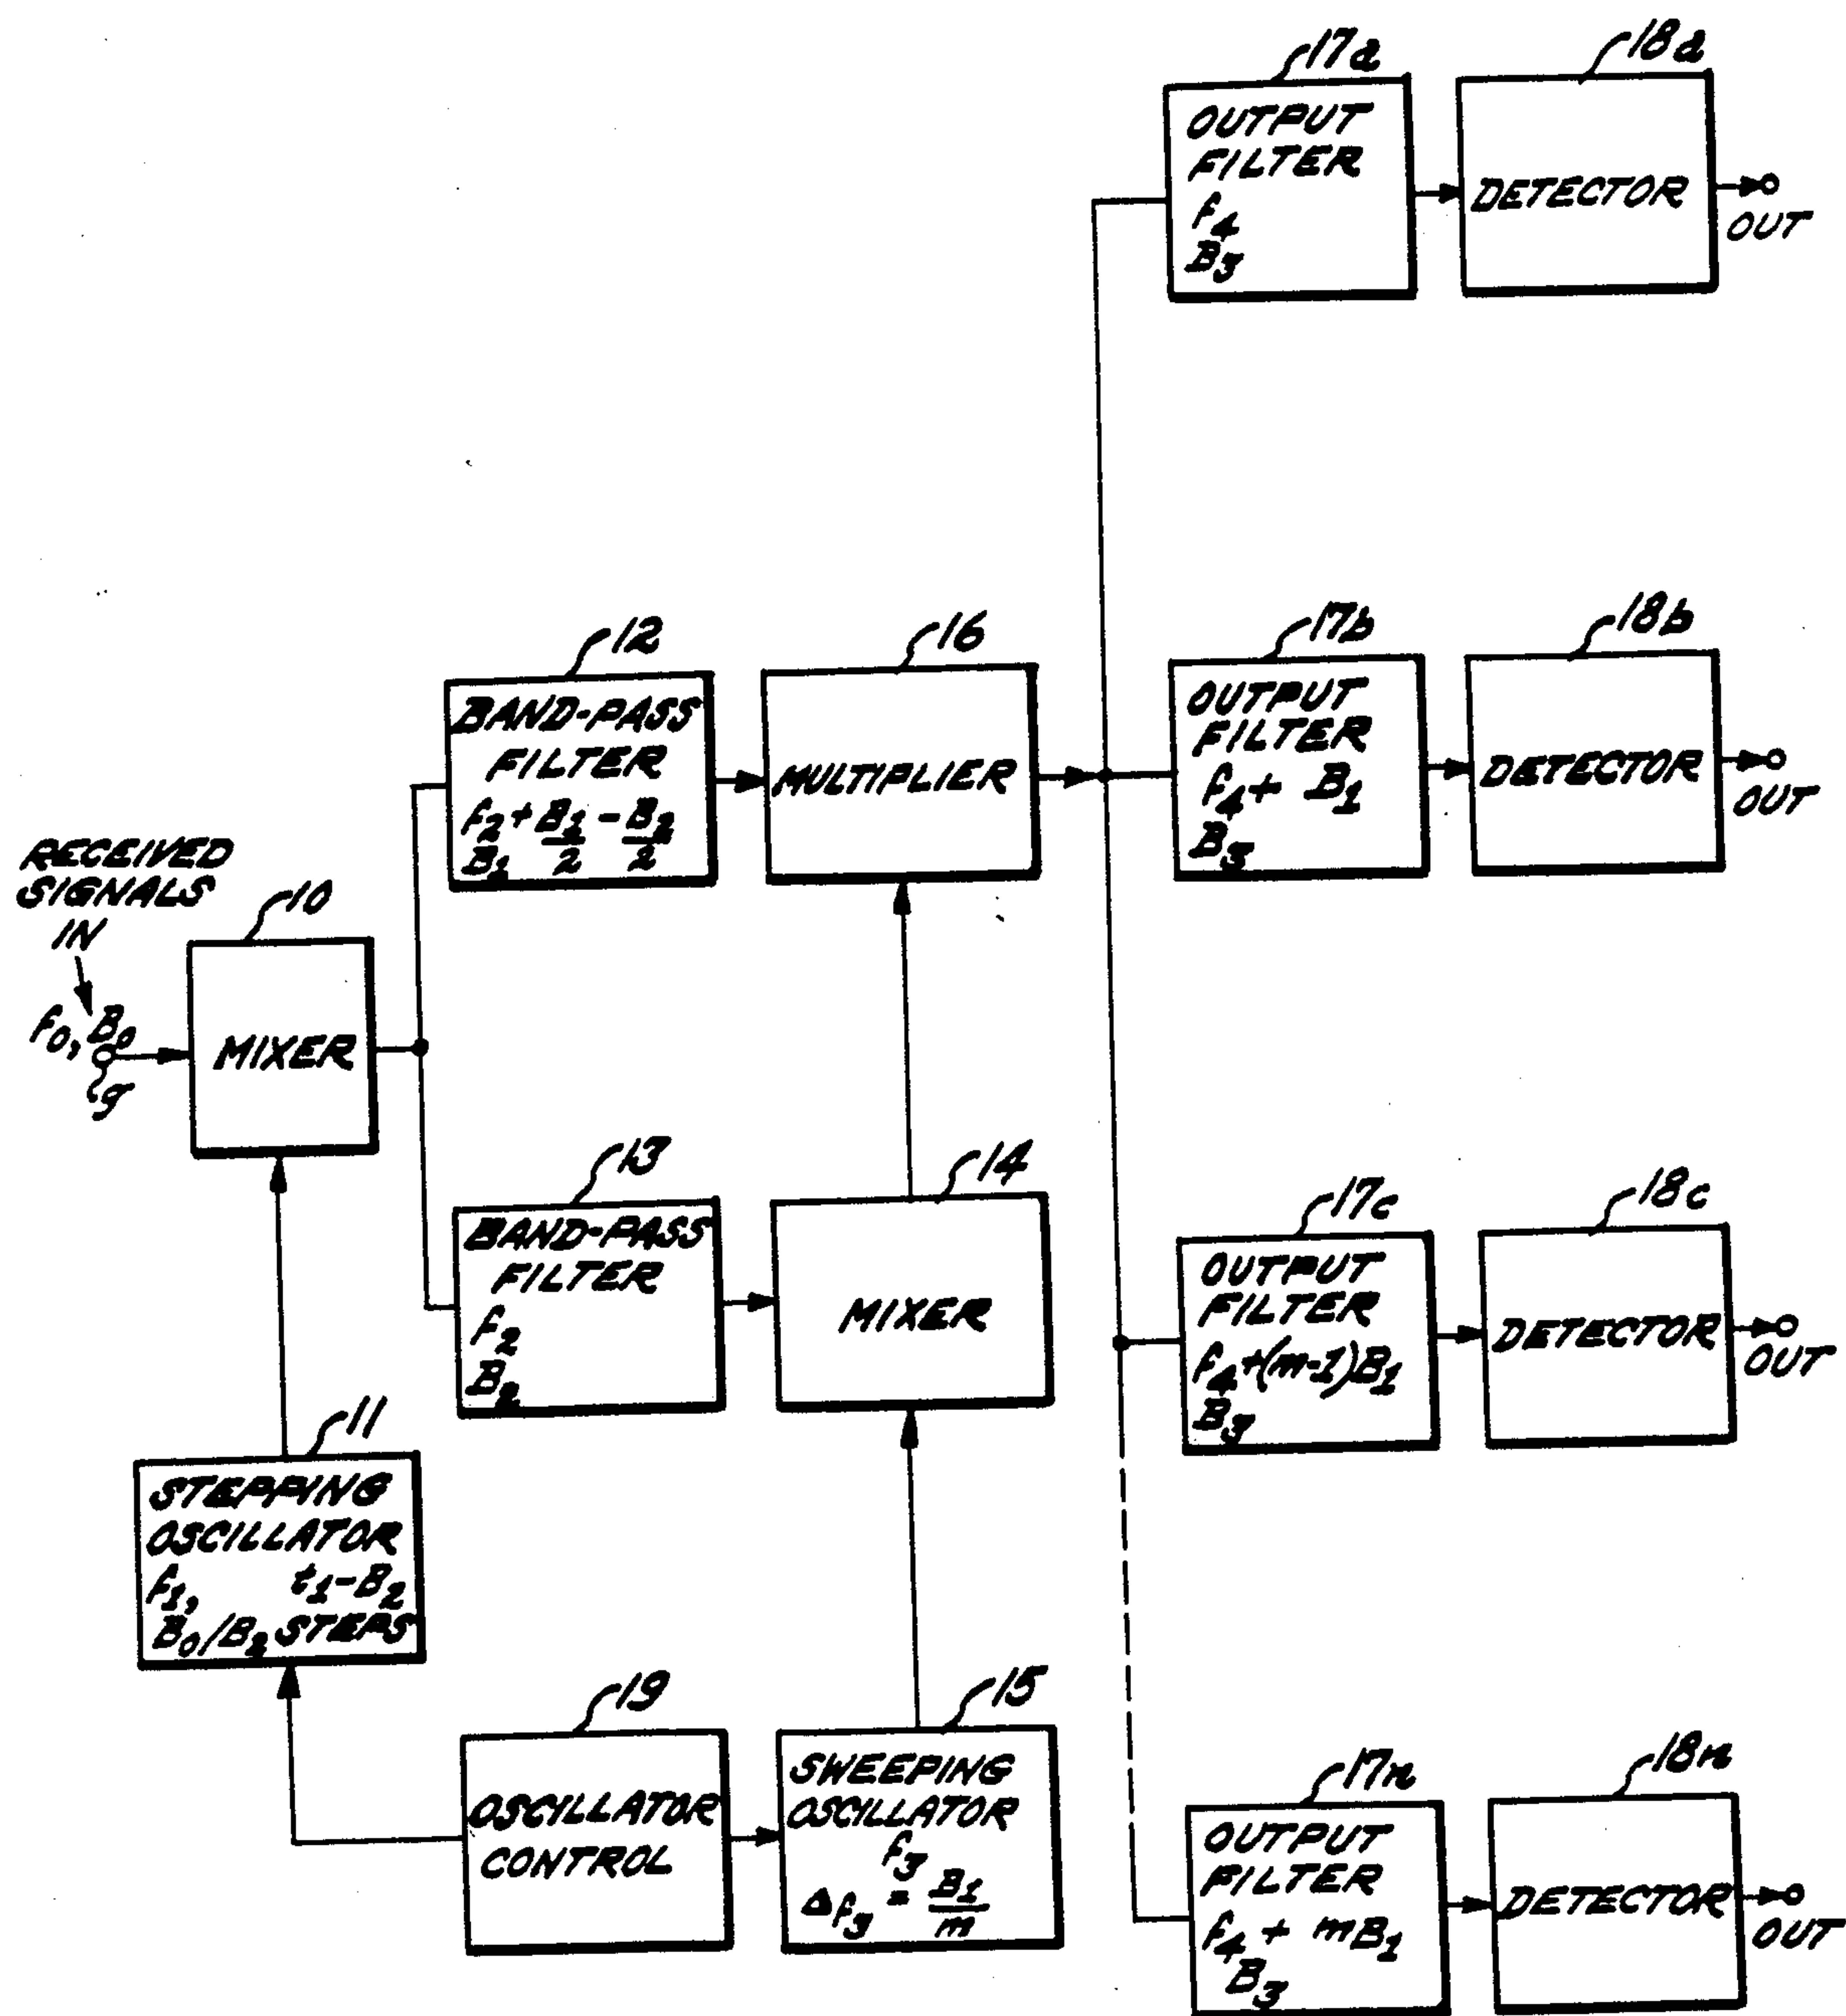 17a
OUTPUT
FILTER
f4
B3
18a
DETECTOR
OUT
12
BAND-PASS
FILTER
f2 + B1/2 - B2/2
B1
16
MULTIPLIER
17b
OUTPUT
FILTER
f4 + B1
B3
18b
DETECTOR
OUT
RECEIVED
SIGNALS
IN
f0, B0
9
10
MIXER
13
BAND-PASS
FILTER
f2
B2
14
MIXER
17c
OUTPUT
FILTER
f4+(m-1)B1
B3
18c
DETECTOR
OUT
11
STEPPING
OSCILLATOR
f1, t1-B2
B0/B2 STEPS
19
OSCILLATOR
CONTROL
15
SWEEPING
OSCILLATOR
f3
Δf3 = B1/m
17n
OUTPUT
FILTER
f4 + mB1
B3
18n
DETECTOR
OUT